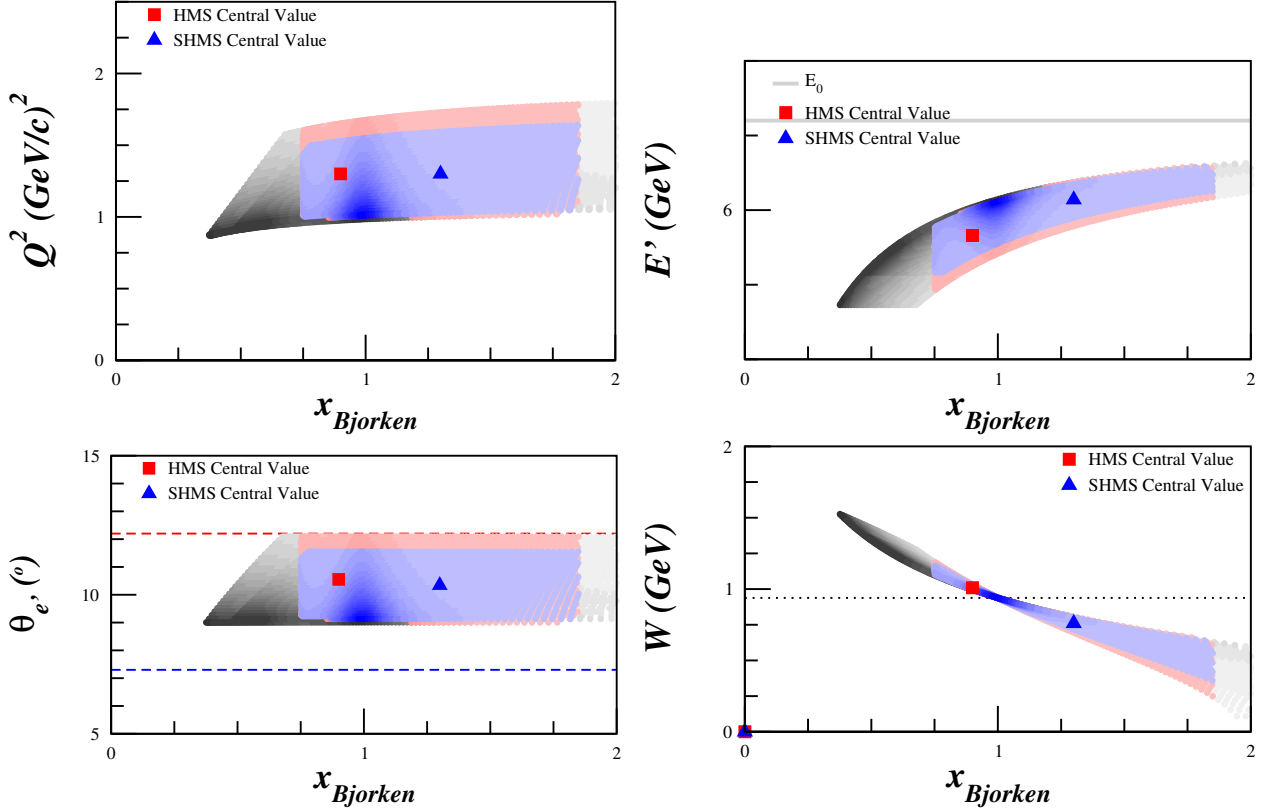 HMS Central Value
SHMS Central Value
2
1
0
Q² (GeV/c)²
0
1
2
x_Bjorken
E₀
HMS Central Value
SHMS Central Value
6
E’ (GeV)
0
1
2
x_Bjorken
HMS Central Value
SHMS Central Value
15
10
5
θ_e’ (°)
0
1
2
x_Bjorken
HMS Central Value
SHMS Central Value
2
1
0
W (GeV)
0
1
2
x_Bjorken